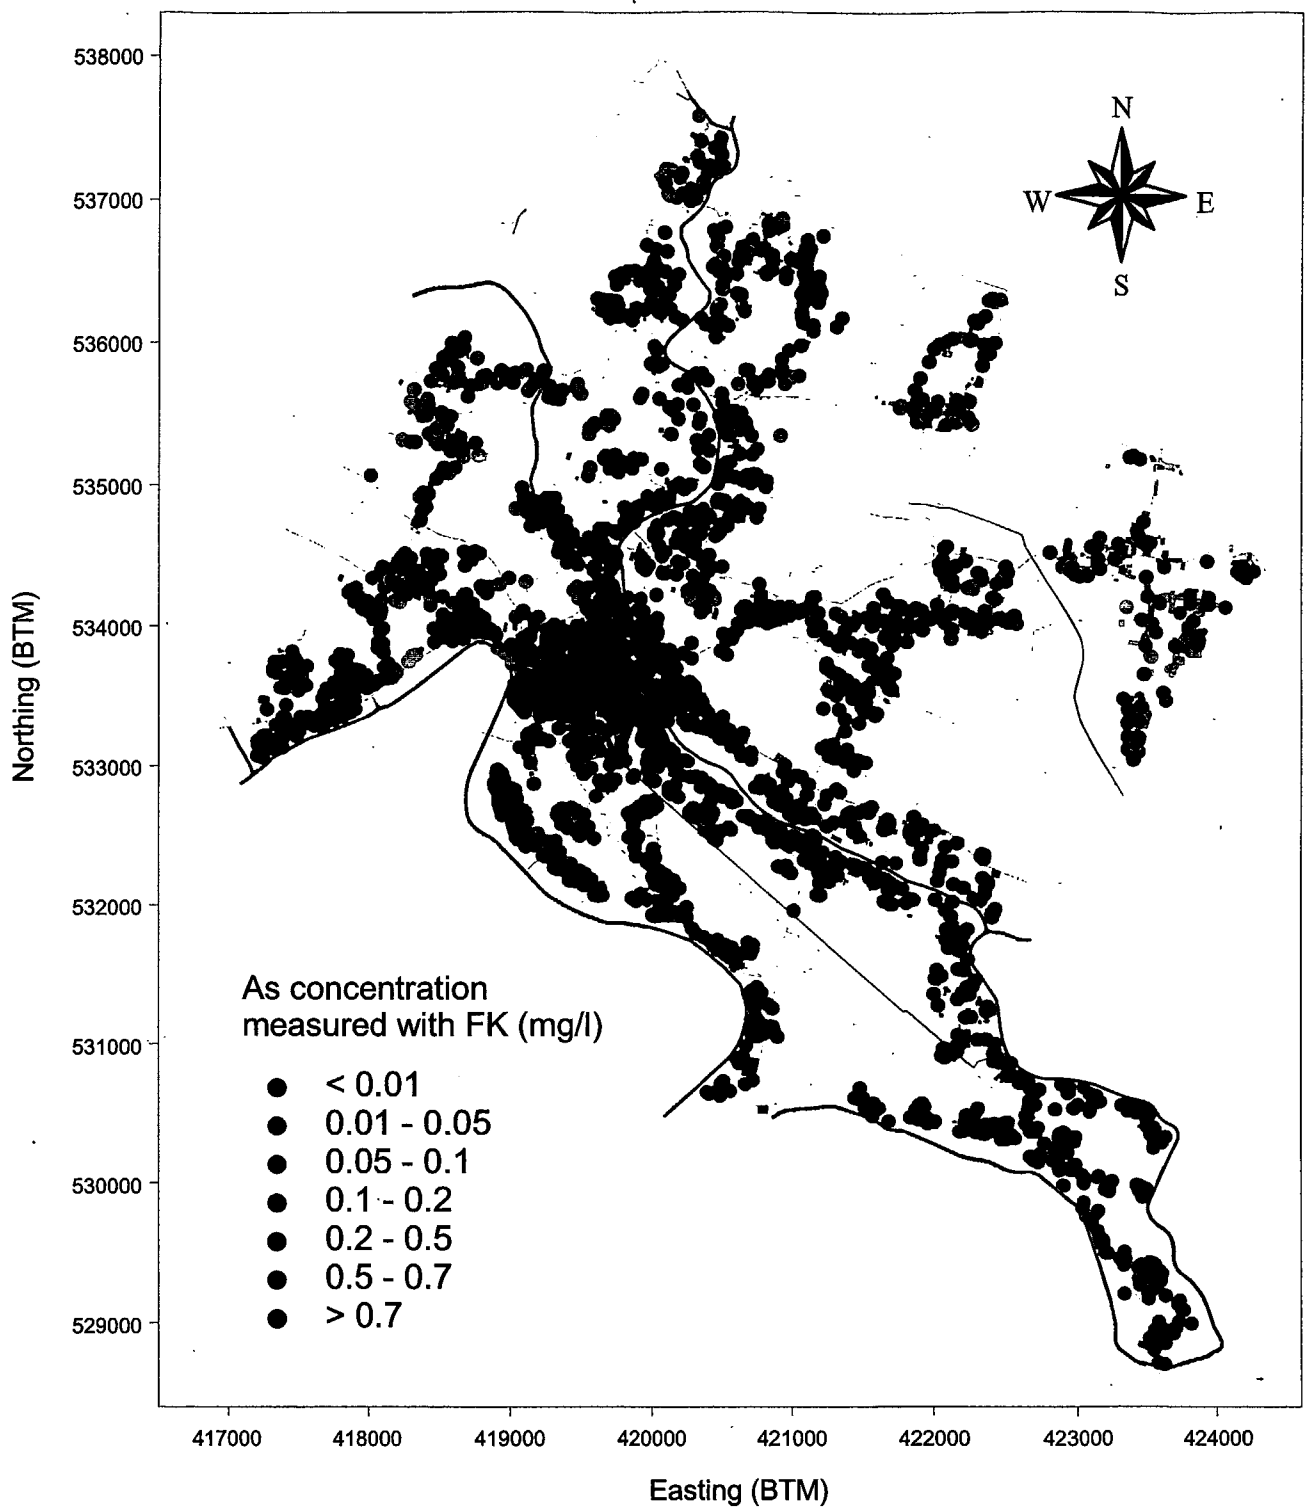 538000
537000
536000
535000
534000
533000
532000
531000
530000
529000
Northing (BTM)
N
W
E
S
As concentration
measured with FK (mg/l)
< 0.01
0.01 - 0.05
0.05 - 0.1
0.1 - 0.2
0.2 - 0.5
0.5 - 0.7
> 0.7
417000
418000
419000
420000
421000
422000
423000
424000
Easting (BTM)